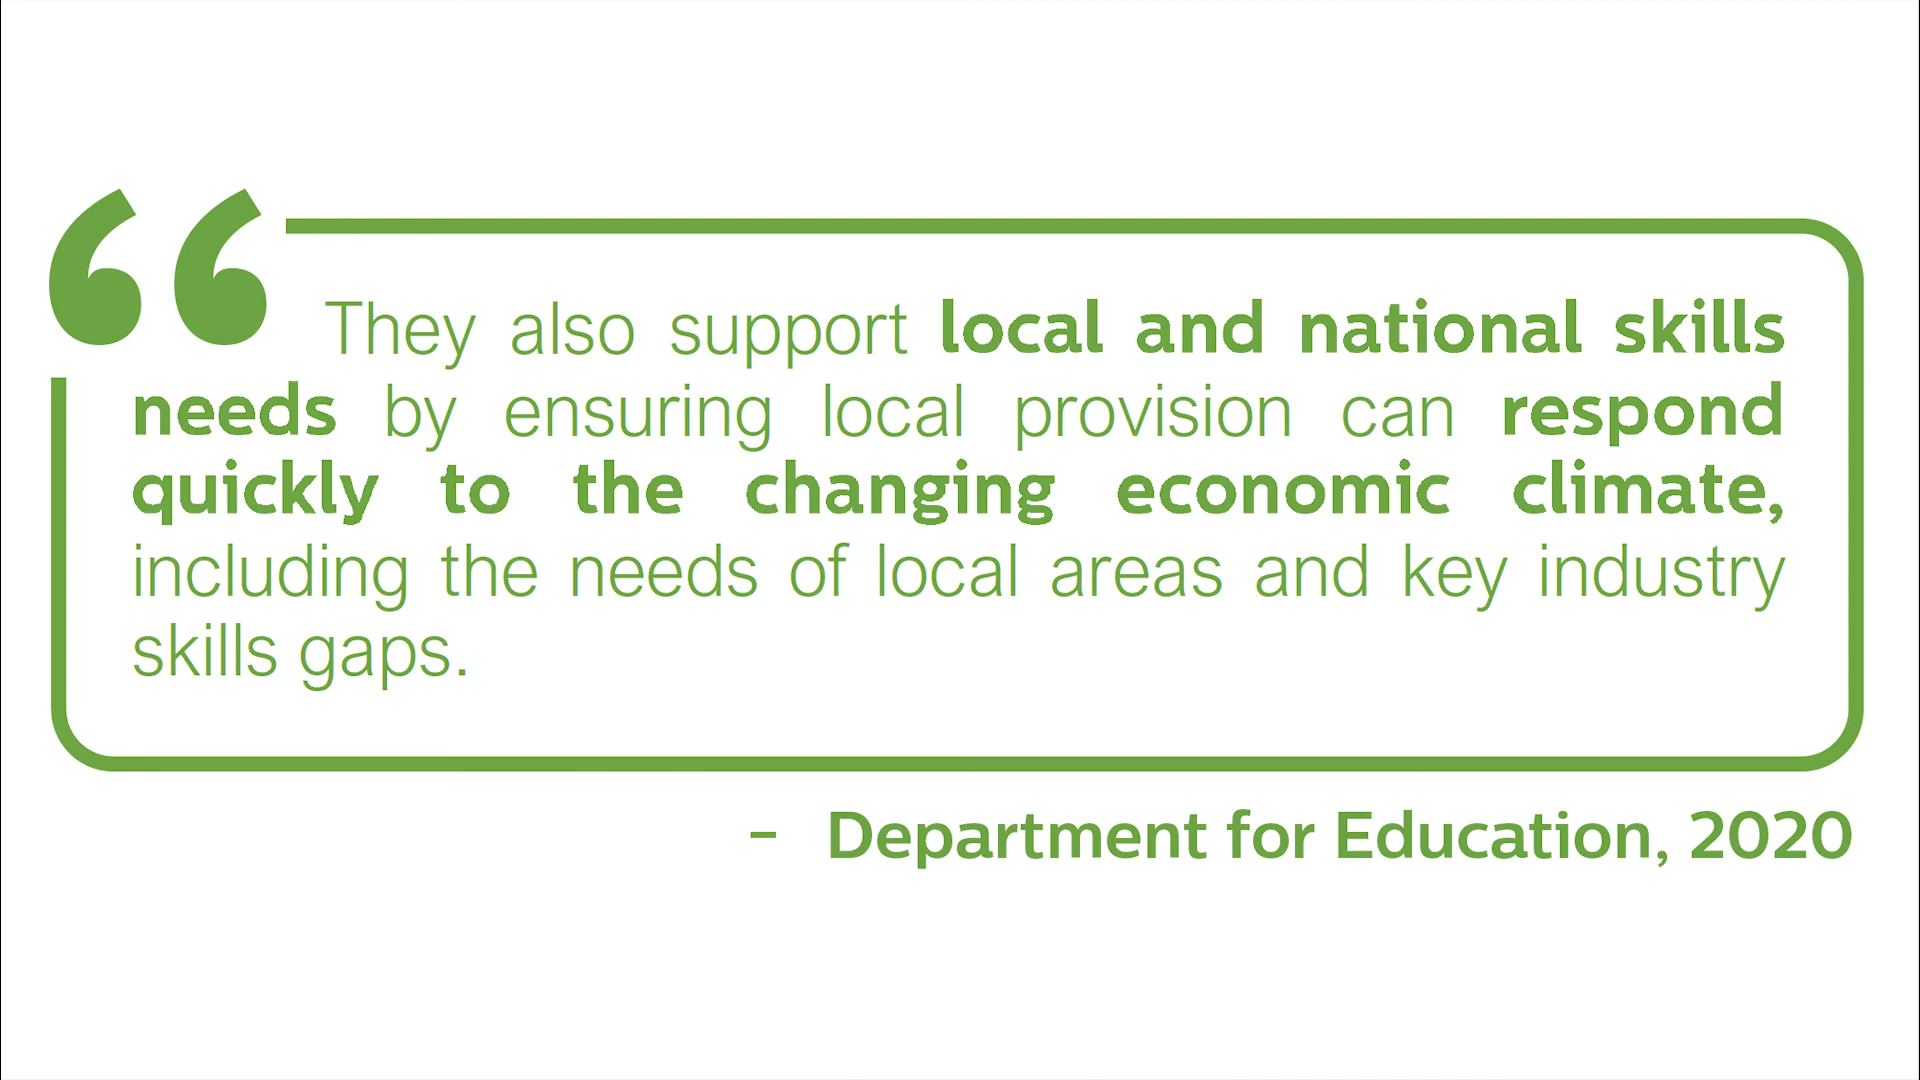 “
They also support local and national skills
needs by ensuring local provision can respond
quickly to the changing economic climate,
including the needs of local areas and key industry
skills gaps.
– Department for Education, 2020